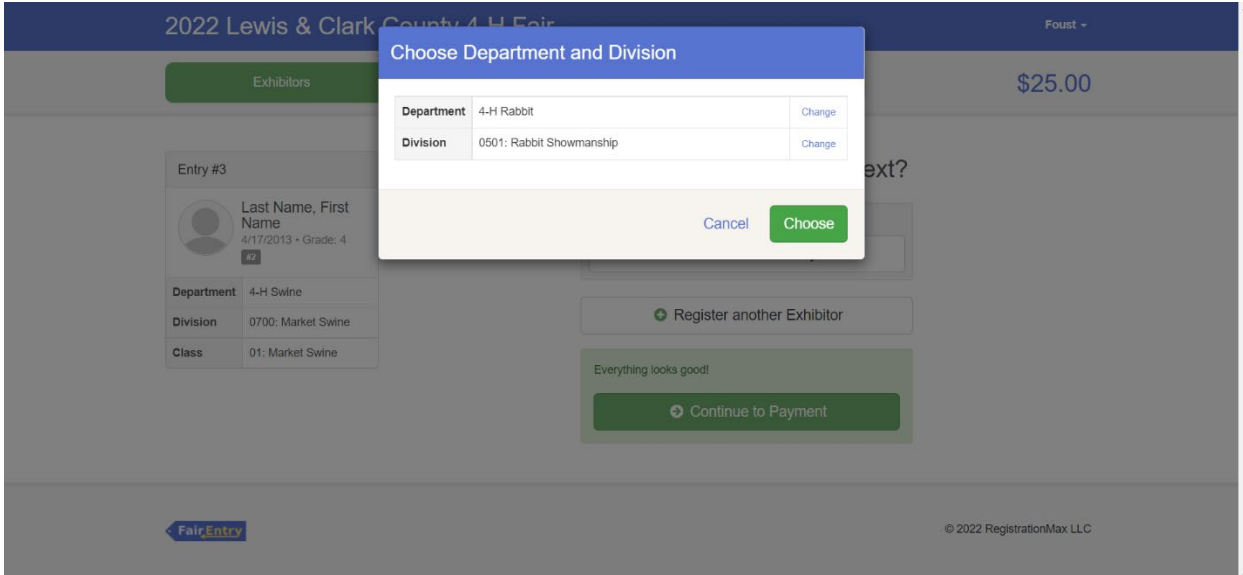 2022 Lewis & Clark County 4-H Fair
Foust
Exhibitors
$25.00
Choose Department and Division
Department 4-H Rabbit Change
Division 0501: Rabbit Showmanship Change
Cancel Choose
Entry #3
Last Name, First
Name
4/17/2013 • Grade: 4
#2
Department 4-H Swine
Division 0700: Market Swine
Class 01: Market Swine
ext?
Register another Exhibitor
Everything looks good!
Continue to Payment
FairEntry
© 2022 RegistrationMax LLC